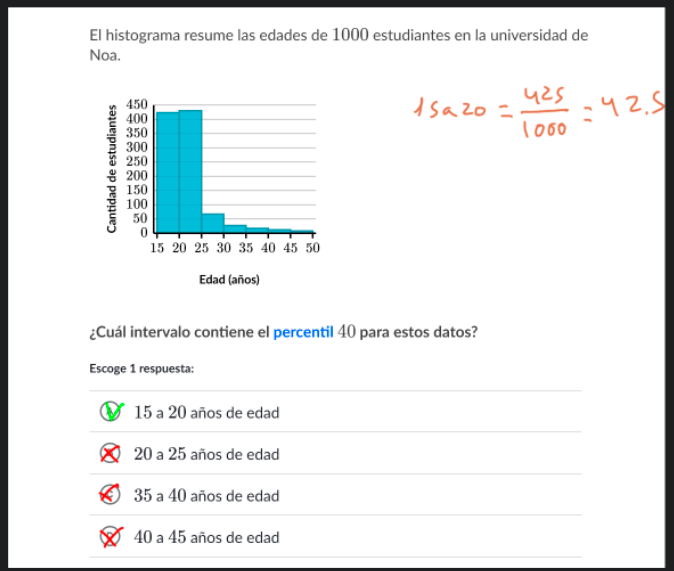 El histograma resume las edades de 1000 estudiantes en la universidad de
Noa.
15a20 = 425/1000 = 42.5
Cantidad de estudiantes
450
400
350
300
250
200
150
100
50
0
15 20 25 30 35 40 45 50
Edad (años)
¿Cuál intervalo contiene el percentil 40 para estos datos?
Escoge 1 respuesta:
15 a 20 años de edad
20 a 25 años de edad
35 a 40 años de edad
40 a 45 años de edad